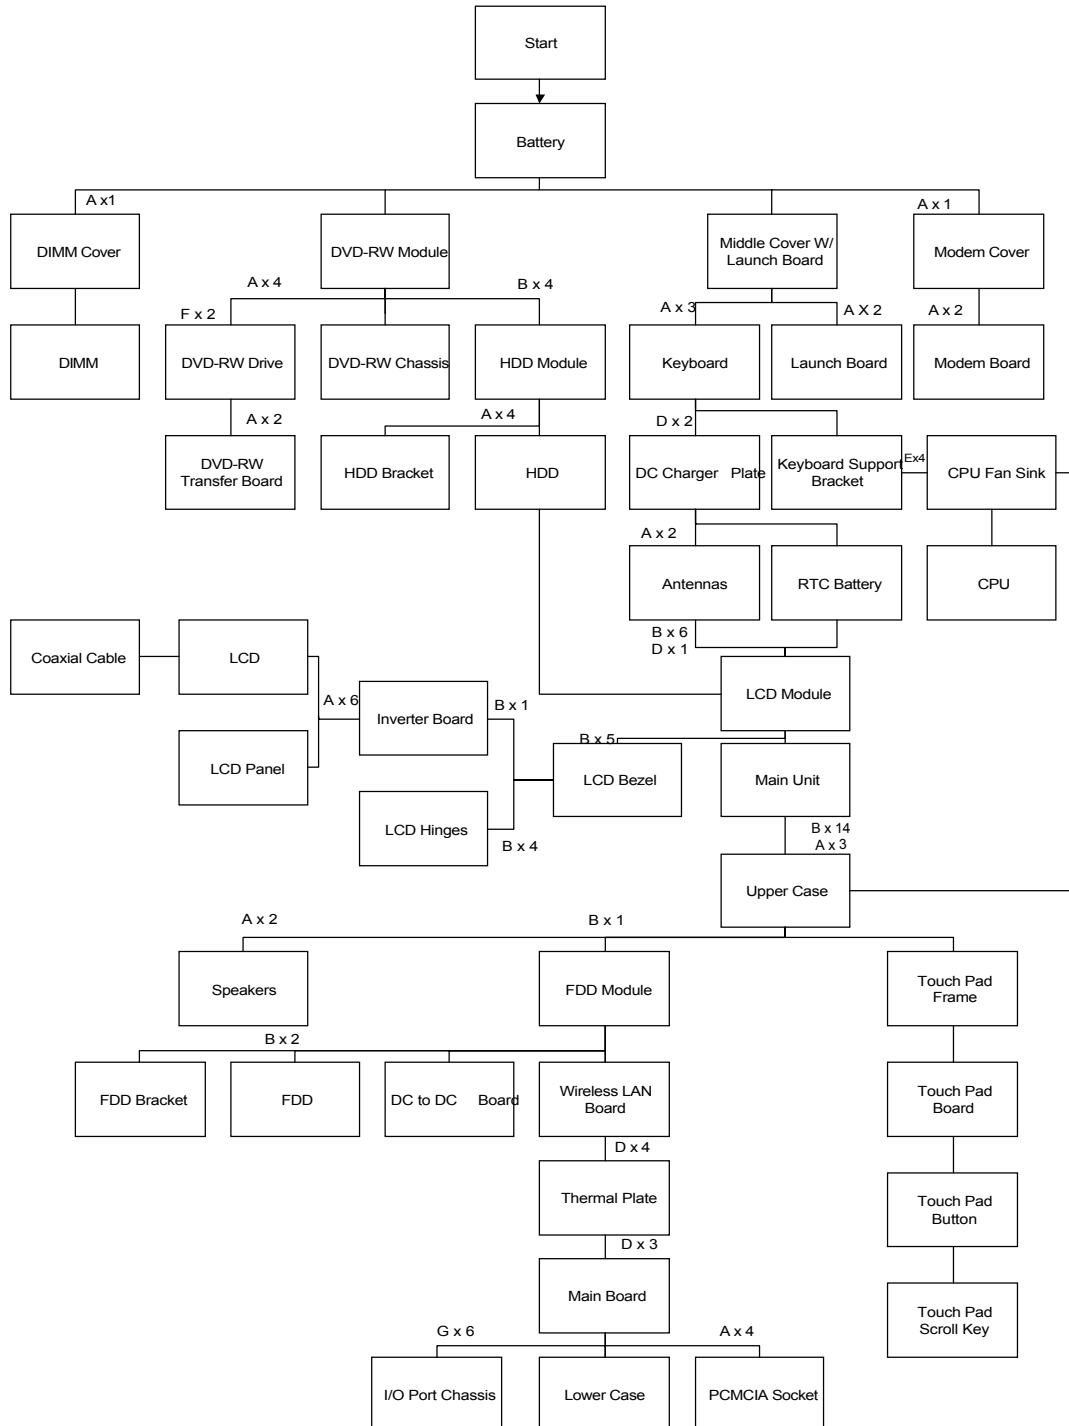 Start
Battery
A x1
A x 1
DIMM Cover
DVD-RW Module
Middle Cover W/
Launch Board
Modem Cover
A x 4
B x 4
F x 2
A x 3
A X 2
A x 2
DIMM
DVD-RW Drive
DVD-RW Chassis
HDD Module
Keyboard
Launch Board
Modem Board
A x 2
A x 4
D x 2
DVD-RW
Transfer Board
HDD Bracket
HDD
DC Charger Plate
Keyboard Support
Bracket
Ex4
CPU Fan Sink
A x 2
Antennas
RTC Battery
CPU
B x 6
D x 1
Coaxial Cable
LCD
LCD Module
A x 6
Inverter Board
B x 1
B x 5
LCD Panel
LCD Bezel
Main Unit
LCD Hinges
B x 4
B x 14
A x 3
Upper Case
A x 2
B x 1
Speakers
FDD Module
Touch Pad
Frame
B x 2
FDD Bracket
FDD
DC to DC Board
Wireless LAN
Board
Touch Pad
Board
D x 4
Thermal Plate
Touch Pad
Button
D x 3
Main Board
Touch Pad
Scroll Key
G x 6
A x 4
I/O Port Chassis
Lower Case
PCMCIA Socket